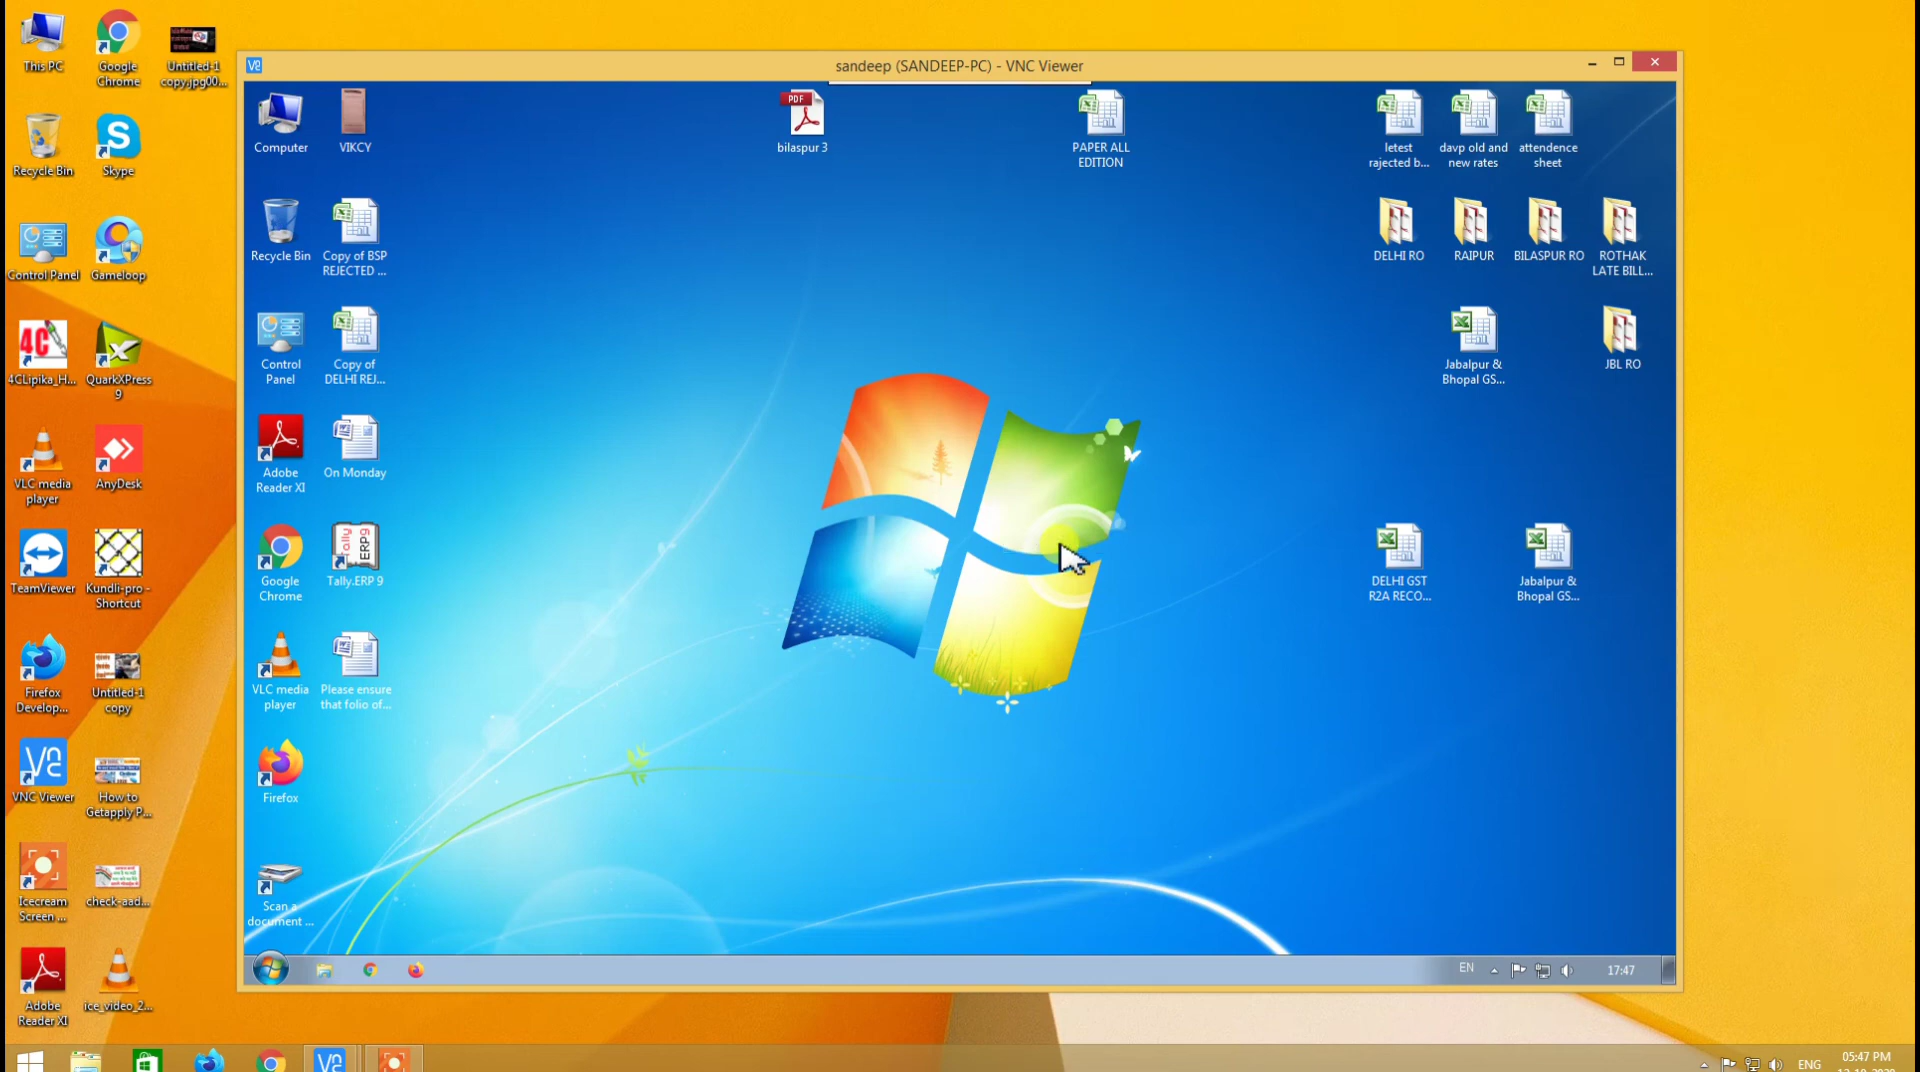 This PC
Google
Chrome
Untitled-1
copy.jpg00...
Recycle Bin
Skype
Control Panel
Gameloop
4C
4CLipika_H...
QuarkXPress
9
VLC media
player
AnyDesk
TeamViewer
Kundli-pro -
Shortcut
Firefox
Develop...
Untitled-1
copy
VNC Viewer
How to
Getapply P...
Icecream
Screen ...
check-aad...
Adobe
Reader XI
ice_video_2...
sandeep (SANDEEP-PC) - VNC Viewer
Computer
VIKCY
PDF
bilaspur 3
PAPER ALL
EDITION
letest
rajected b...
davp old and
new rates
attendence
sheet
Recycle Bin
Copy of BSP
REJECTED ...
DELHI RO
RAIPUR
BILASPUR RO
ROTHAK
LATE BILL...
Control
Panel
Copy of
DELHI REJ...
Jabalpur &
Bhopal GS...
JBL RO
Adobe
Reader XI
On Monday
Google
Chrome
Tally
ERP9
Tally.ERP 9
DELHI GST
R2A RECO...
Jabalpur &
Bhopal GS...
VLC media
player
Please ensure
that folio of...
Firefox
Scan a
document ...
EN
17:47
ENG
05:47 PM